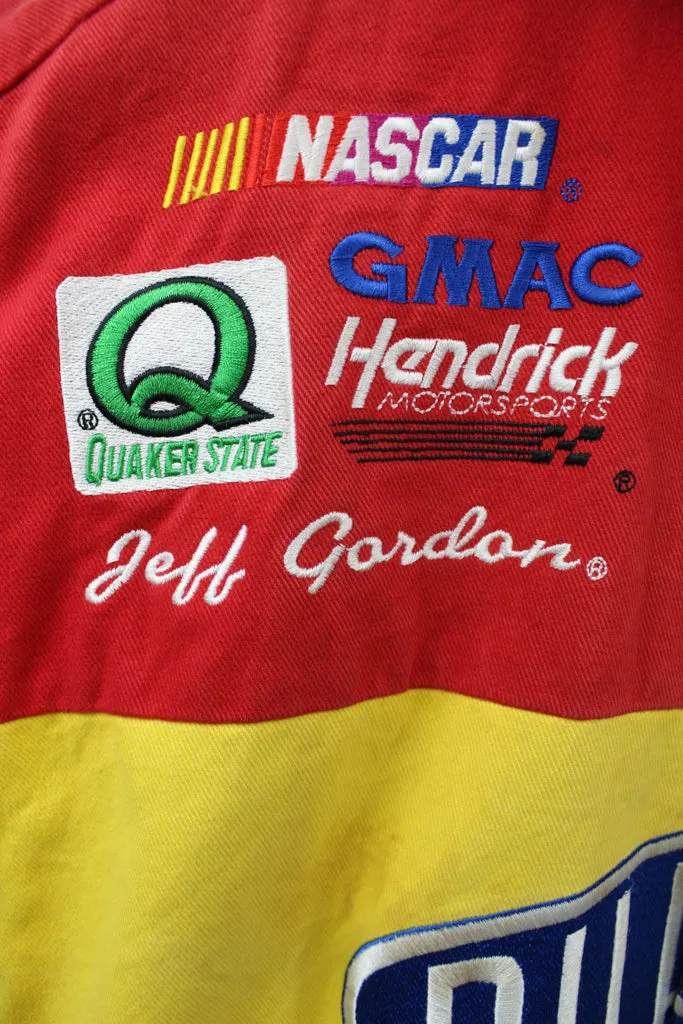 NASCAR®
GMAC
Hendrick
MOTORSPORTS
®
Q
®
QUAKER STATE
Jeff Gordon®